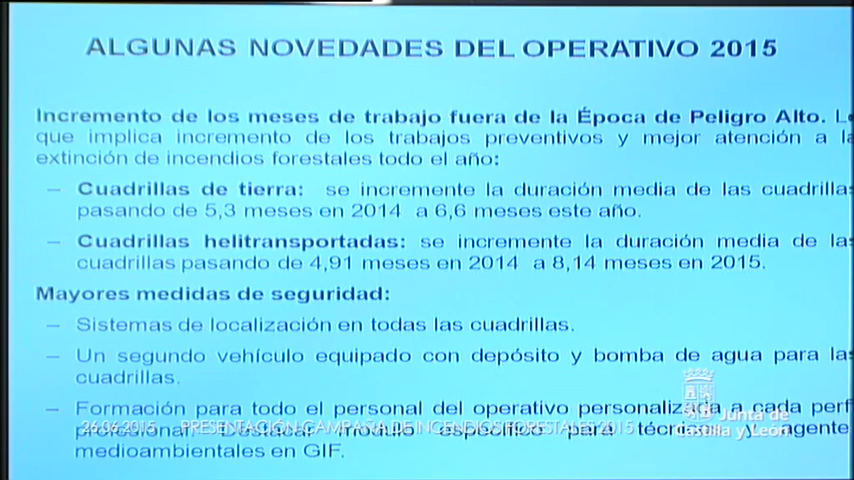 ALGUNAS NOVEDADES DEL OPERATIVO 2015
Incremento de los meses de trabajo fuera de la Época de Peligro Alto. Lo
que implica incremento de los trabajos preventivos y mejor atención a la
extinción de incendios forestales todo el año:
– Cuadrillas de tierra: se incremente la duración media de las cuadrillas
pasando de 5,3 meses en 2014 a 6,6 meses este año.
– Cuadrillas helitransportadas: se incremente la duración media de las
cuadrillas pasando de 4,91 meses en 2014 a 8,14 meses en 2015.
Mayores medidas de seguridad:
– Sistemas de localización en todas las cuadrillas.
– Un segundo vehículo equipado con depósito y bomba de agua para las
cuadrillas.
– Formación para todo el personal del operativo personalizada a cada perf
profesional. Destacar módulo específico para técnicos y agente
medioambientales en GIF.
26.06.2015 PRESENTACIÓN CAMPAÑA DE INCENDIOS FORESTALES 2015
Junta de
Castilla y León